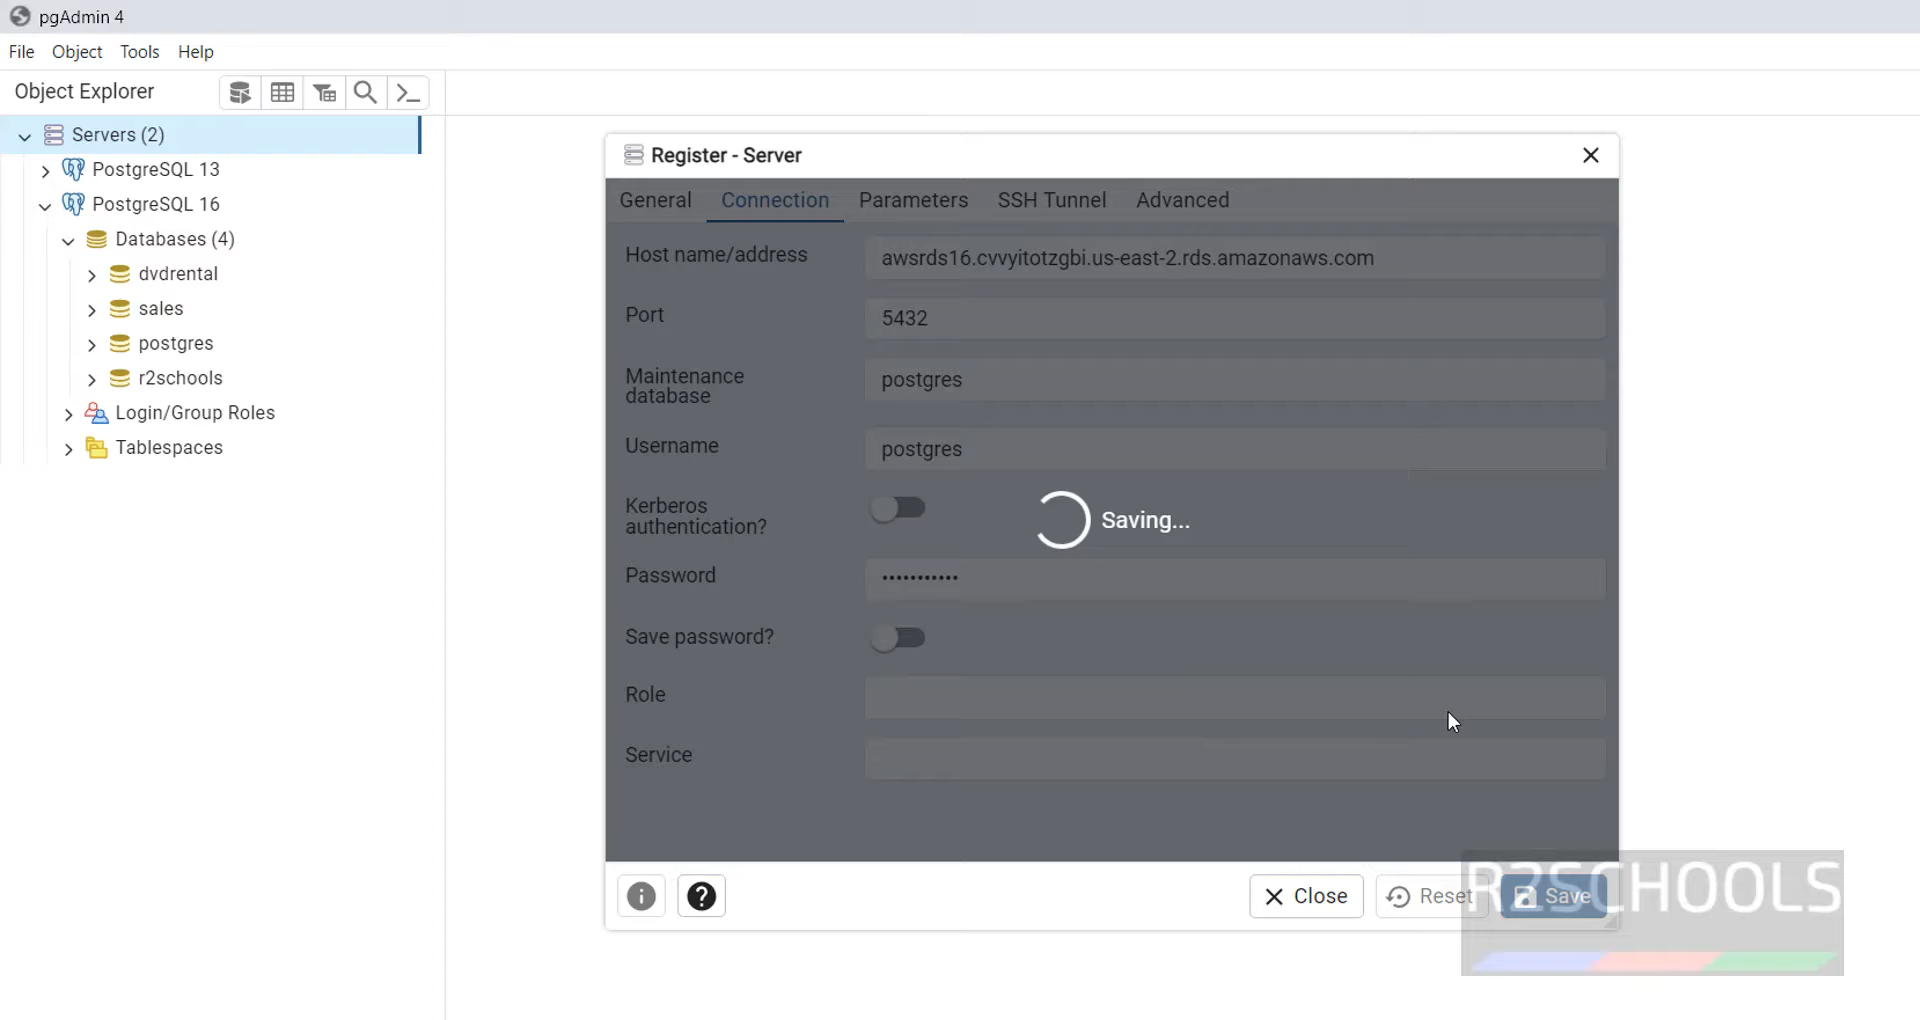 pgAdmin 4
File Object Tools Help
Object Explorer
Servers (2)
PostgreSQL 13
PostgreSQL 16
Databases (4)
dvdrental
sales
postgres
r2schools
Login/Group Roles
Tablespaces
Register - Server
General Connection Parameters SSH Tunnel Advanced
Host name/address awsrds16.cvvyitotzgbi.us-east-2.rds.amazonaws.com
Port 5432
Maintenance
database
postgres
Username postgres
Kerberos
authentication?
Saving...
Password •••••••••••
Save password?
Role
Service
Close Reset Save
R2SCHOOLS